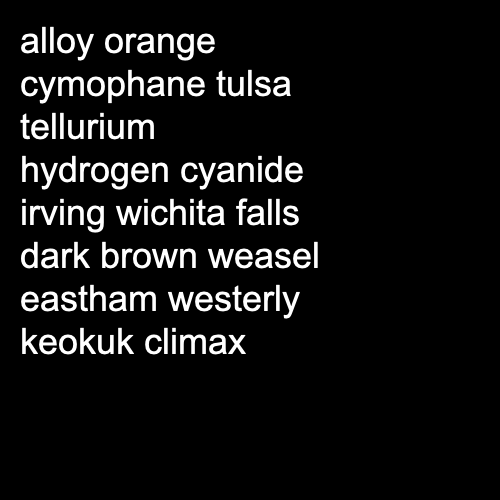 alloy orange
cymophane tulsa
tellurium
hydrogen cyanide
irving wichita falls
dark brown weasel
eastham westerly
keokuk climax